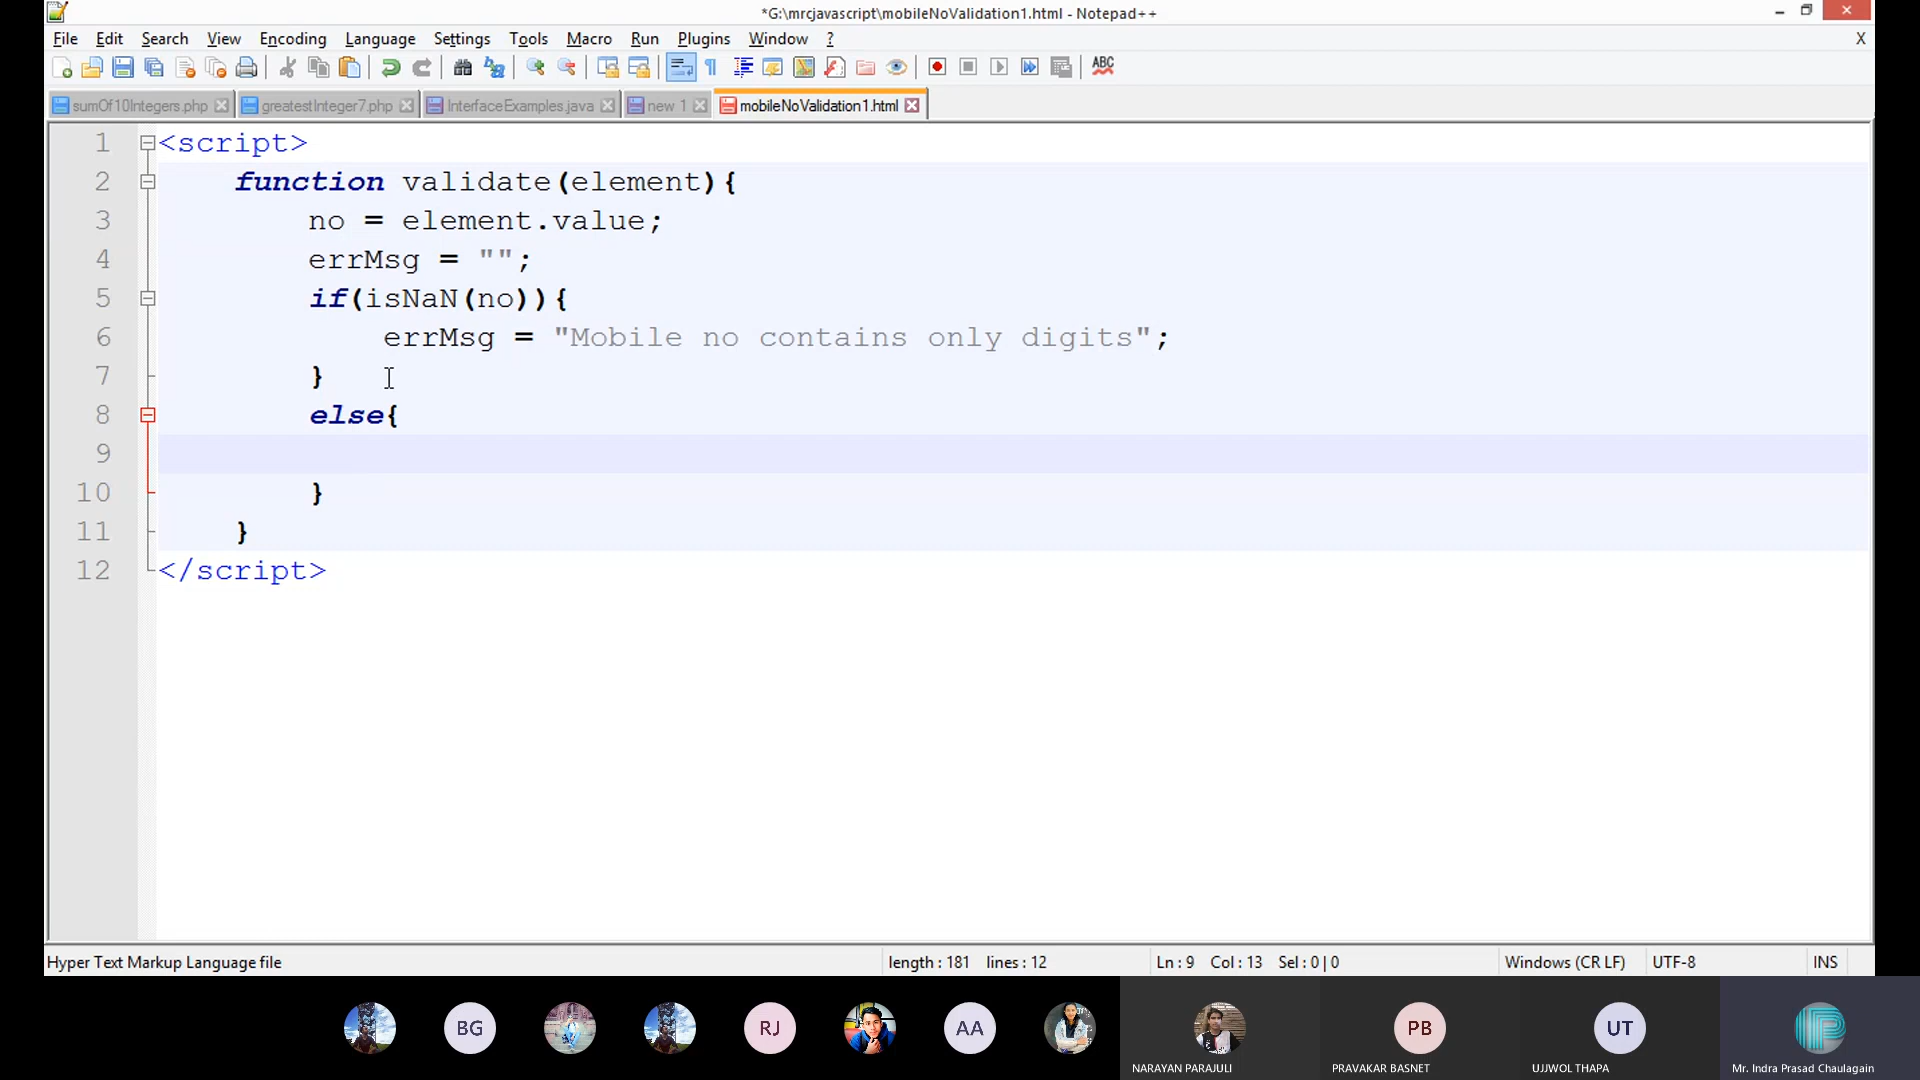 *G:\mrcjavascript\mobileNoValidation1.html - Notepad++
File Edit Search View Encoding Language Settings Tools Macro Run Plugins Window ? X
ABC
sumOf10Integers.php greatestInteger7.php InterfaceExamples.java new 1 mobileNoValidation1.html
1 <script>
2 function validate(element){
3 no = element.value;
4 errMsg = "";
5 if(isNaN(no)){
6 errMsg = "Mobile no contains only digits";
7 }
8 else{
9
10 }
11 }
12 </script>
Hyper Text Markup Language file length : 181 lines : 12 Ln : 9 Col : 13 Sel : 0 | 0 Windows (CR LF) UTF-8 INS
BG RJ AA PB UT
NARAYAN PARAJULI PRAVAKAR BASNET UJJWOL THAPA Mr. Indra Prasad Chaulagain